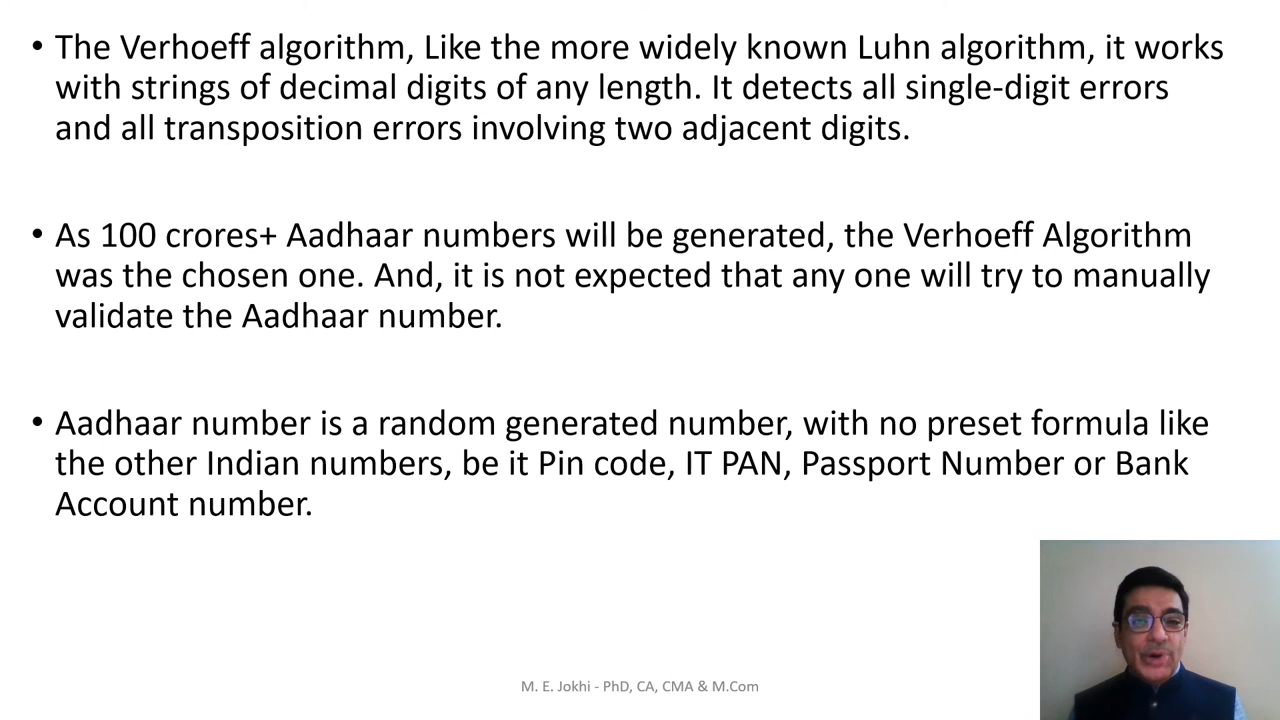 • The Verhoeff algorithm, Like the more widely known Luhn algorithm, it works
with strings of decimal digits of any length. It detects all single-digit errors
and all transposition errors involving two adjacent digits.
• As 100 crores+ Aadhaar numbers will be generated, the Verhoeff Algorithm
was the chosen one. And, it is not expected that any one will try to manually
validate the Aadhaar number.
• Aadhaar number is a random generated number, with no preset formula like
the other Indian numbers, be it Pin code, IT PAN, Passport Number or Bank
Account number.
M. E. Jokhi - PhD, CA, CMA & M.Com